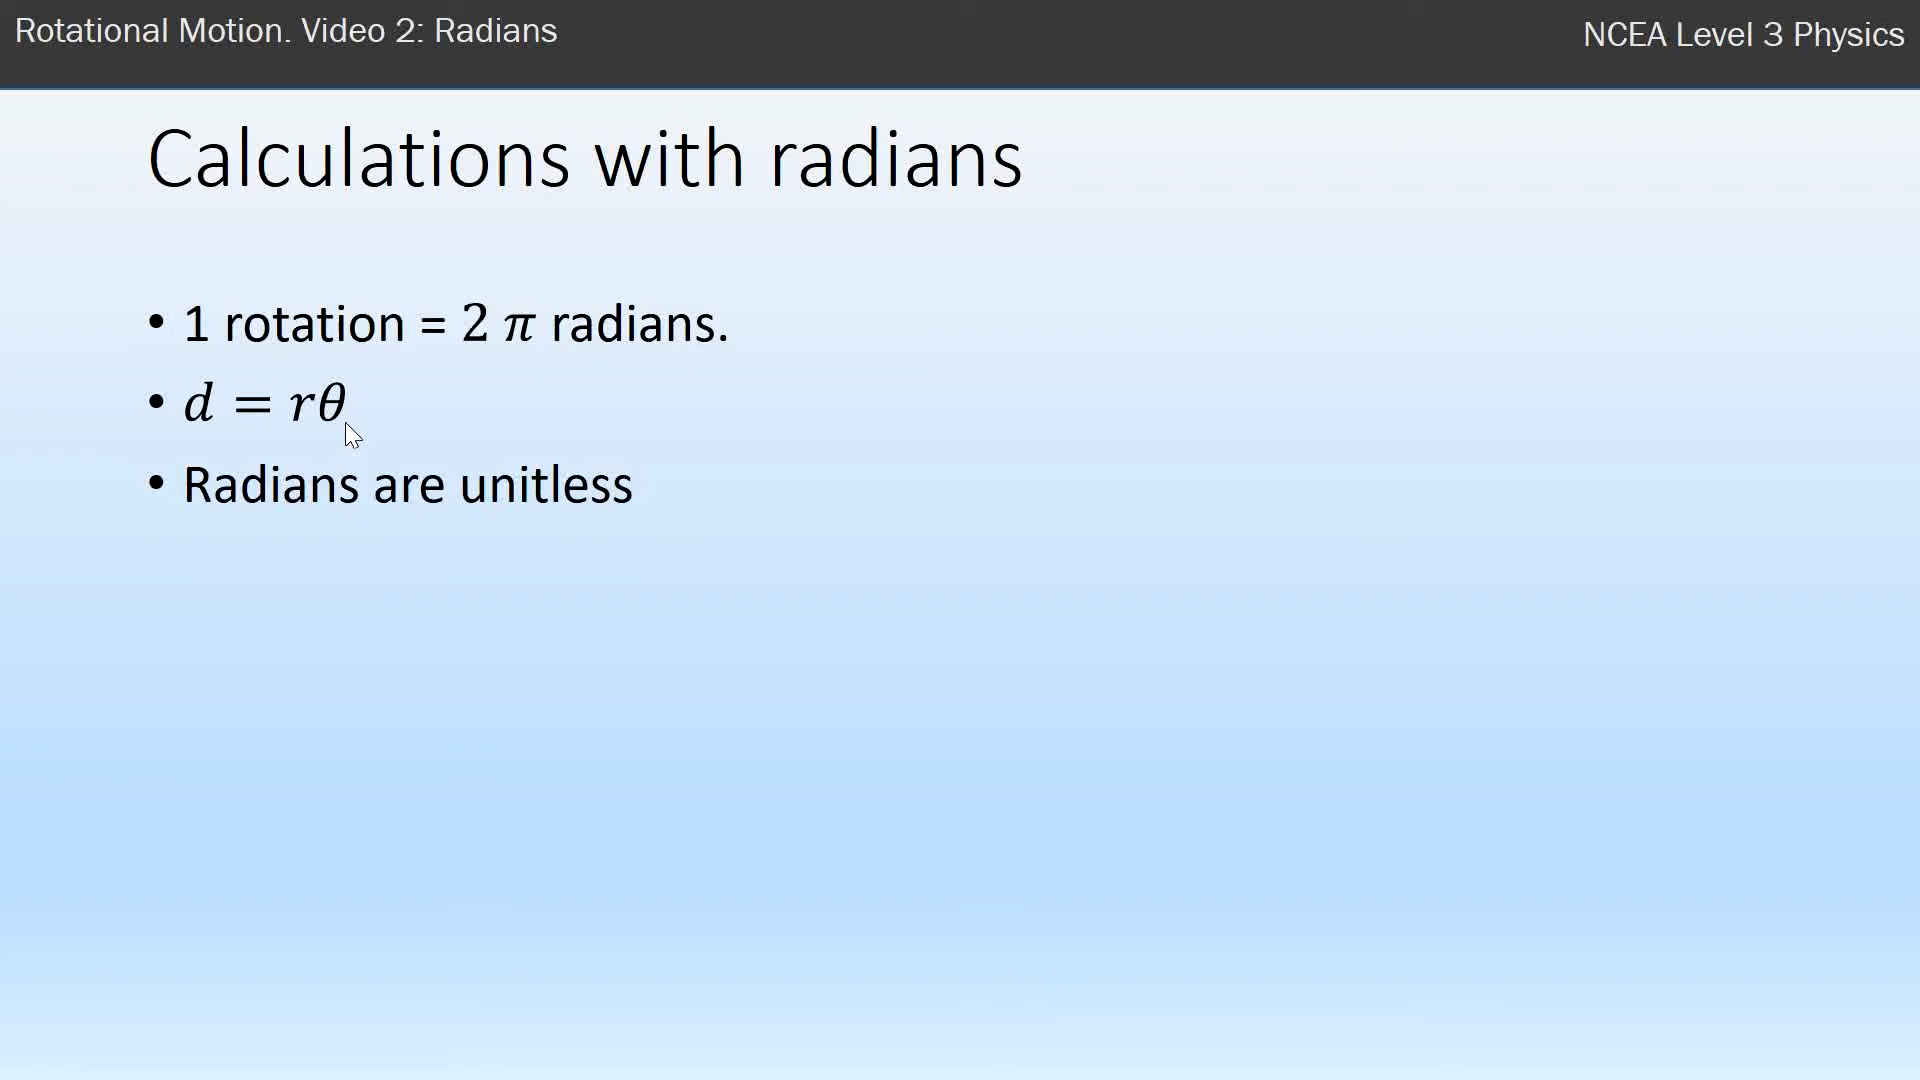 Rotational Motion. Video 2: Radians
NCEA Level 3 Physics
Calculations with radians
• 1 rotation = 2 π radians.
• d = rθ
• Radians are unitless